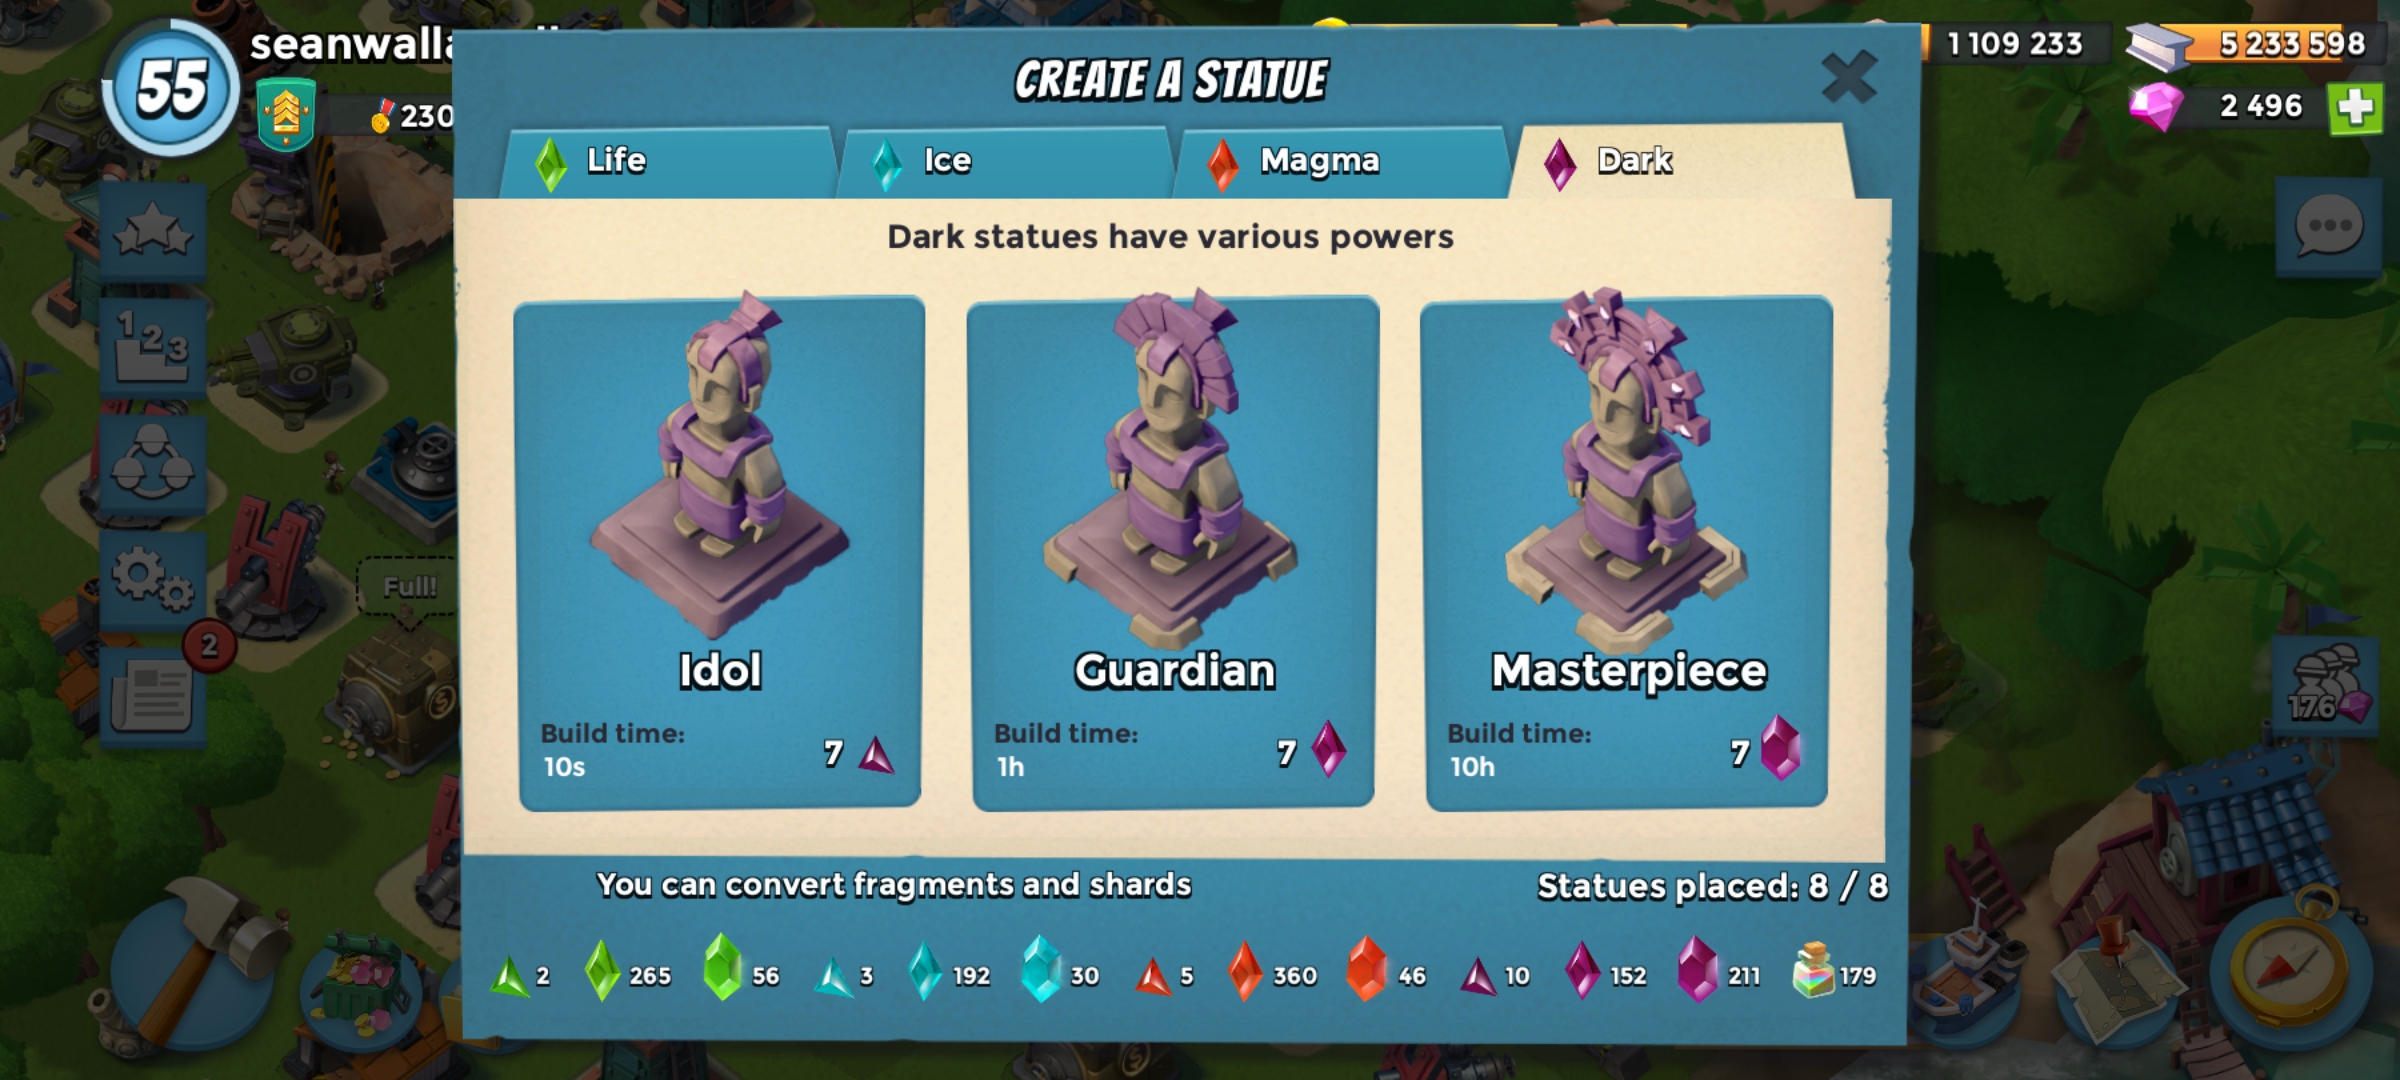 55
230
1 109 233
5 233 598
2 496
CREATE A STATUE
Life
Ice
Magma
Dark
Dark statues have various powers
1 2 3
Full!
2
Idol
Build time:
10s
7
Guardian
Build time:
1h
7
Masterpiece
Build time:
10h
7
176
You can convert fragments and shards
Statues placed: 8 / 8
2 265 56 3 192 30 5 360 46 10 152 211 179